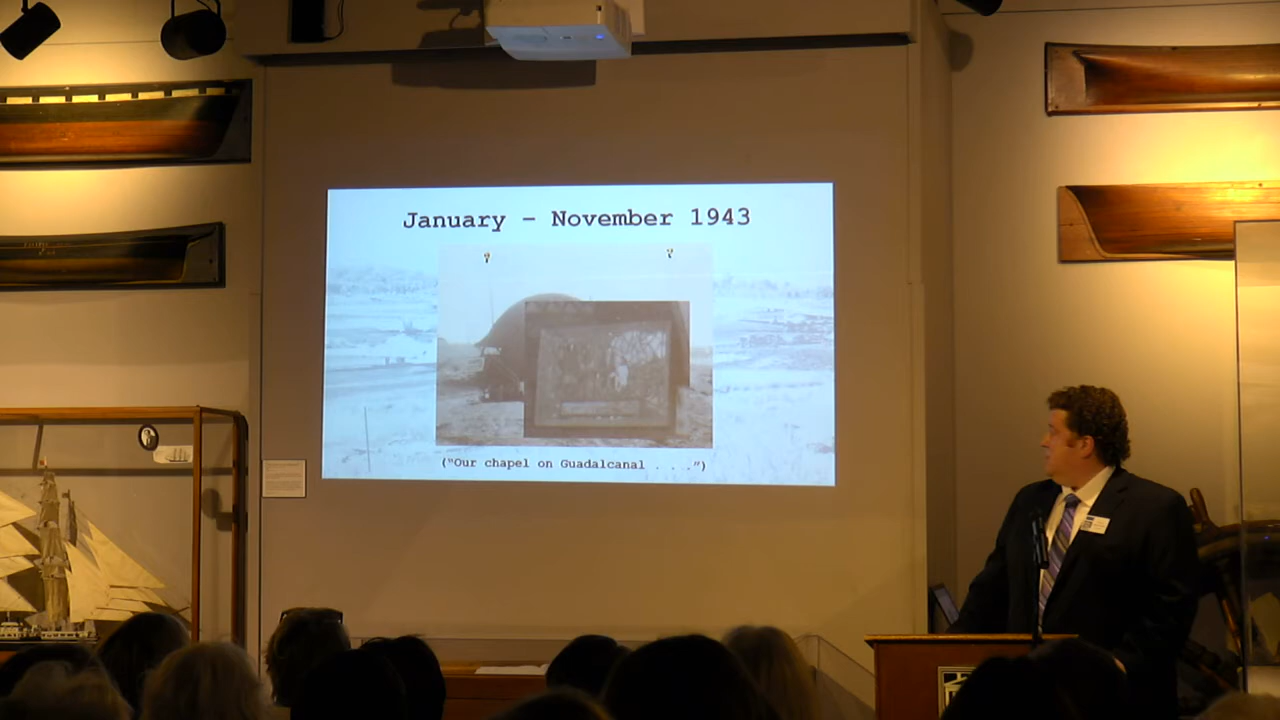 January – November 1943
("Our chapel on Guadalcanal . . .")